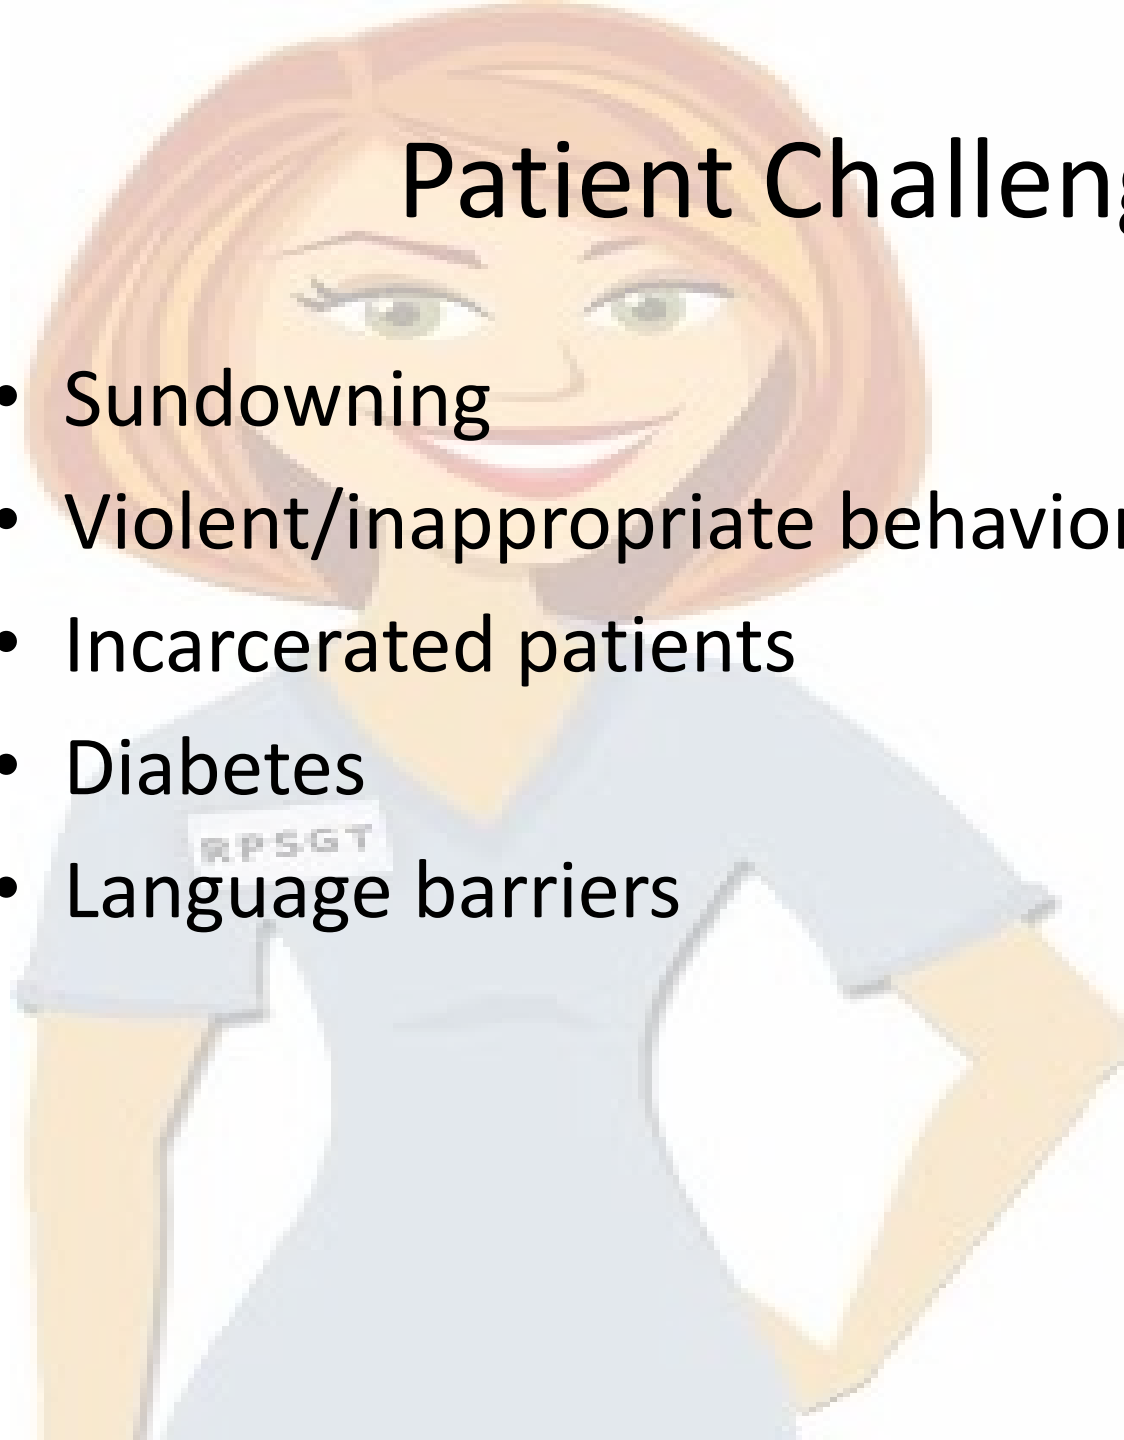 Patient Challeng
• Sundowning
• Violent/inappropriate behavior
• Incarcerated patients
• Diabetes
RPSGT
• Language barriers